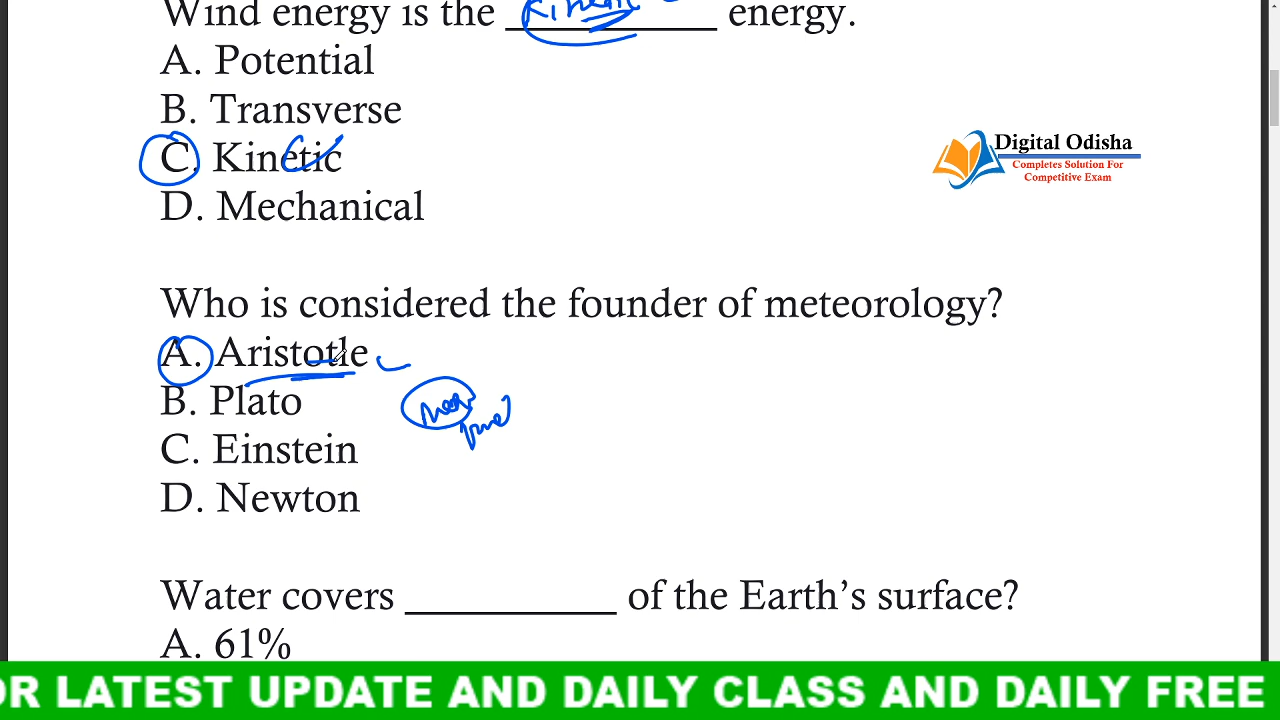 Wind energy is the kinetic energy.
A. Potential
B. Transverse
C. Kinetic
D. Mechanical
Digital Odisha
Completes Solution For
Competitive Exam
Who is considered the founder of meteorology?
A. Aristotle
B. Plato
C. Einstein
D. Newton
Water covers __________ of the Earth’s surface?
A. 61%
OR LATEST UPDATE AND DAILY CLASS AND DAILY FREE